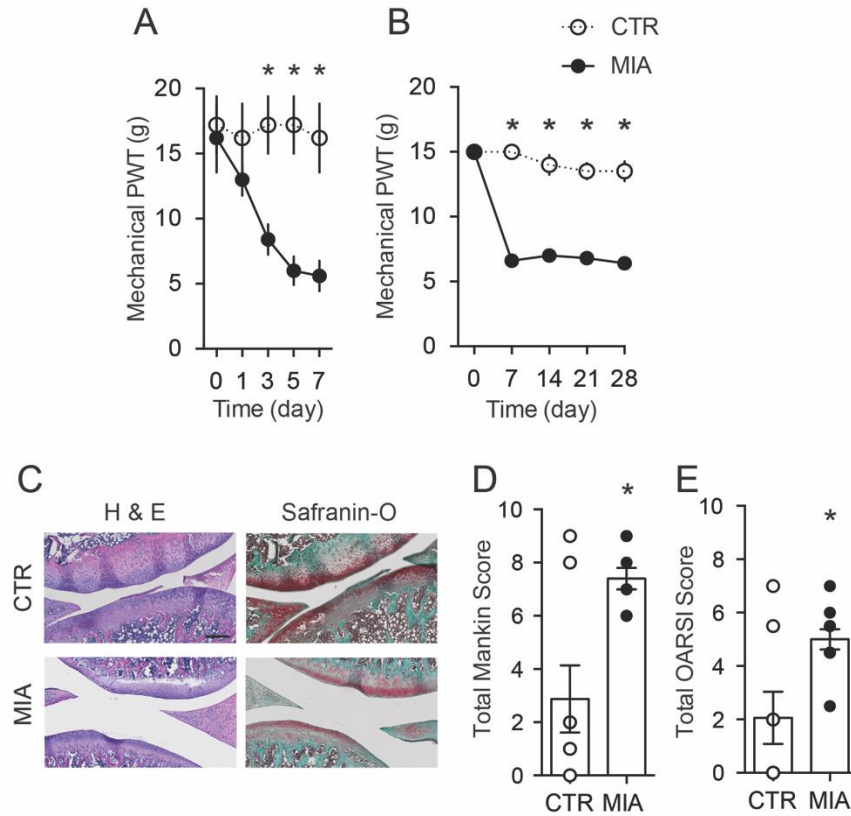 A
B
CTR
MIA
Mechanical PWT (g)
20
15
10
5
0
* * *
0 1 3 5 7
Time (day)
Mechanical PWT (g)
20
15
10
5
0
* * * *
0 7 14 21 28
Time (day)
C
H & E
Safranin-O
CTR
MIA
D
Total Mankin Score
10
8
6
4
2
0
*
CTR MIA
E
Total OARSI Score
10
8
6
4
2
0
*
CTR MIA